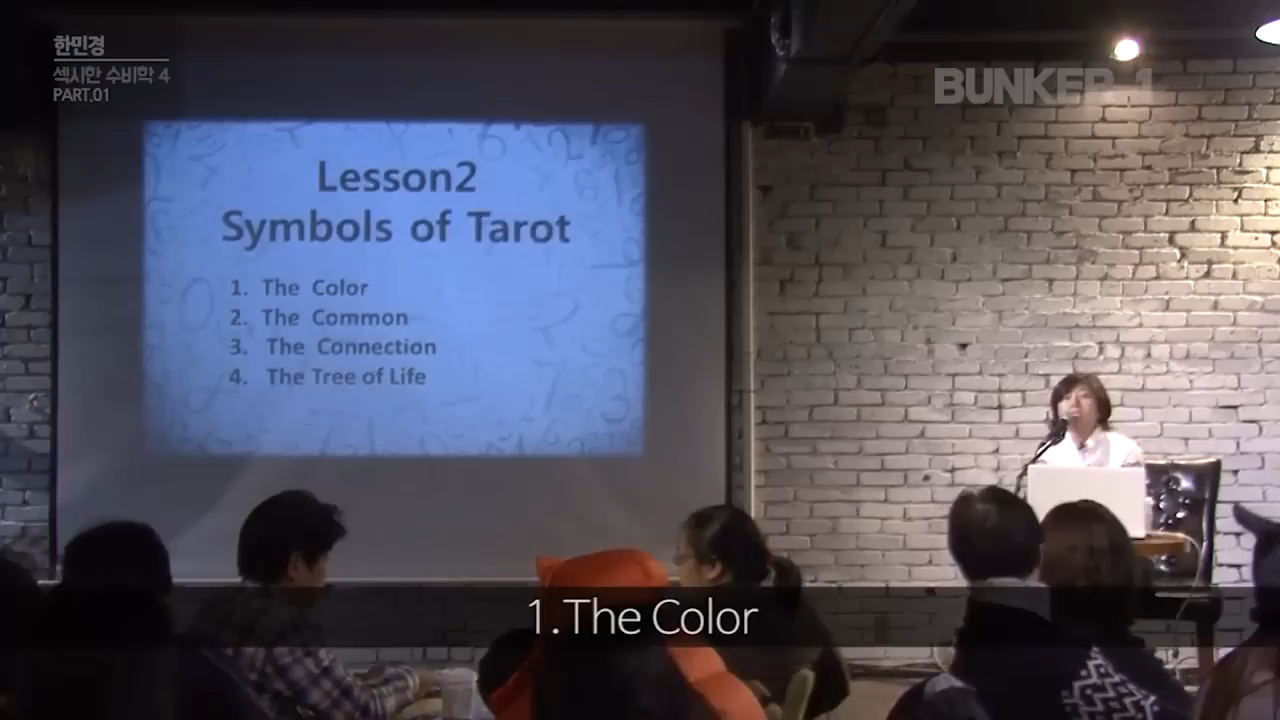 한민경
섹시한 수비학 4
PART.01
BUNKER 1
Lesson2
Symbols of Tarot
1. The Color
2. The Common
3. The Connection
4. The Tree of Life
1.The Color